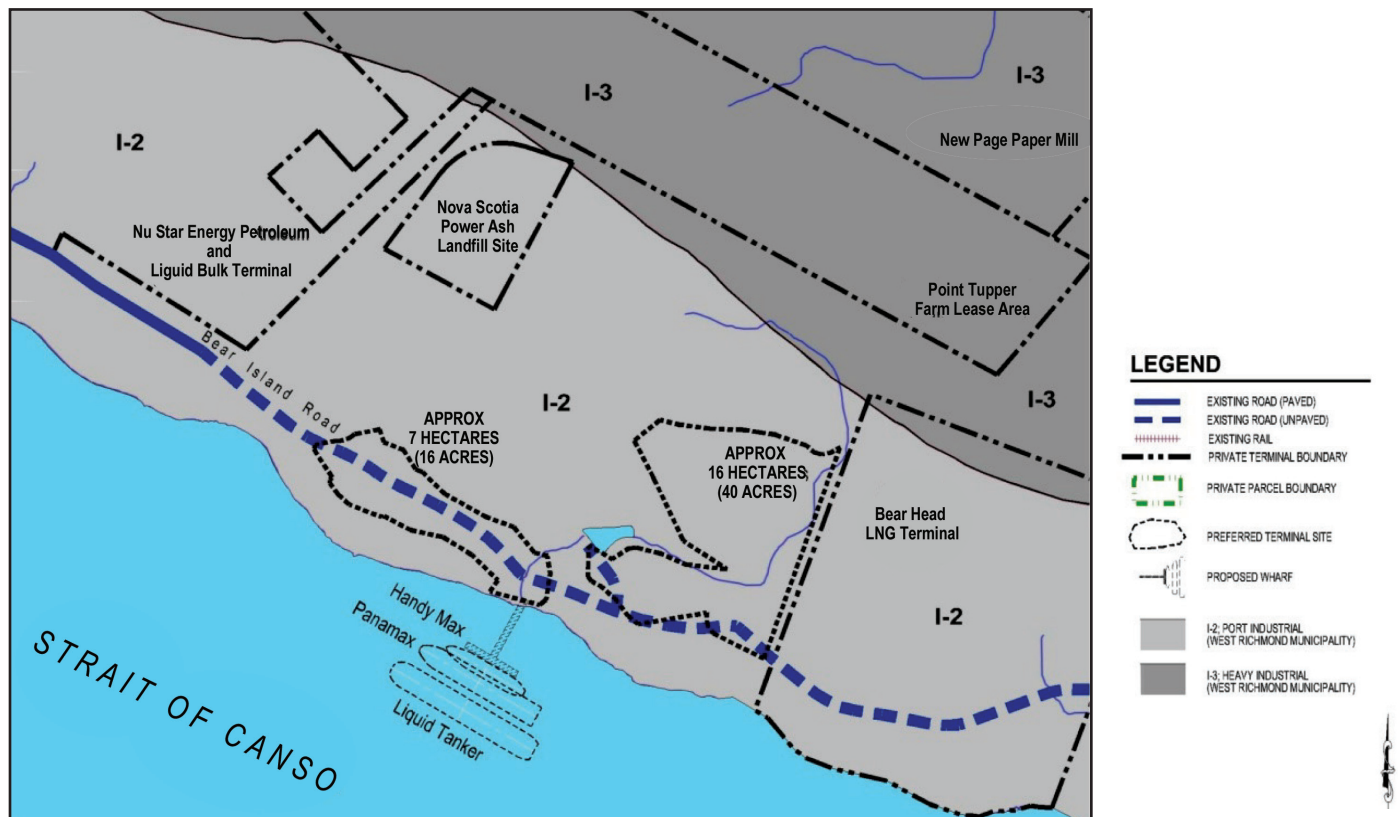 I-3
I-3
New Page Paper Mill
I-2
Nova Scotia
Power Ash
Landfill Site
Nu Star Energy Petroleum
and
Liguid Bulk Terminal
Point Tupper
Farm Lease Area
Bear Island Road
I-2
I-3
APPROX
7 HECTARES
(16 ACRES)
APPROX
16 HECTARES
(40 ACRES)
Bear Head
LNG Terminal
I-2
Handy Max
Panamax
Liquid Tanker
STRAIT OF CANSO
LEGEND
EXISTING ROAD (PAVED)
EXISTING ROAD (UNPAVED)
EXISTING RAIL
PRIVATE TERMINAL BOUNDARY
PRIVATE PARCEL BOUNDARY
PREFERRED TERMINAL SITE
PROPOSED WHARF
I-2; PORT INDUSTRIAL
(WEST RICHMOND MUNICIPALITY)
I-3; HEAVY INDUSTRIAL
(WEST RICHMOND MUNICIPALITY)